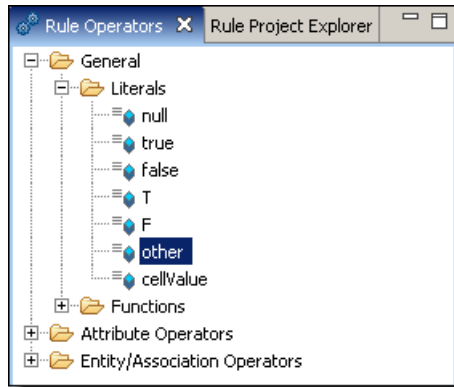 Rule Operators Rule Project Explorer
General
Literals
null
true
false
T
F
other
cellValue
Functions
Attribute Operators
Entity/Association Operators